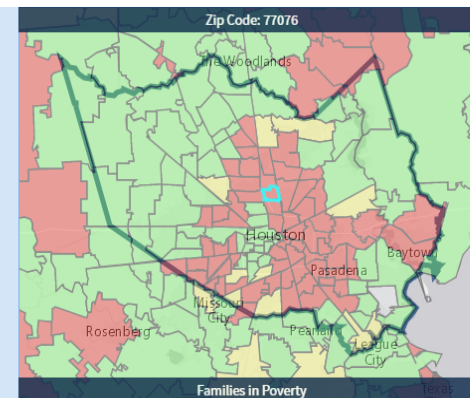 Zip Code: 77076
The Woodlands
Houston
Baytown
Pasadena
Missouri
City
Rosenberg
Pearland
League
City
Families in Poverty
Texas